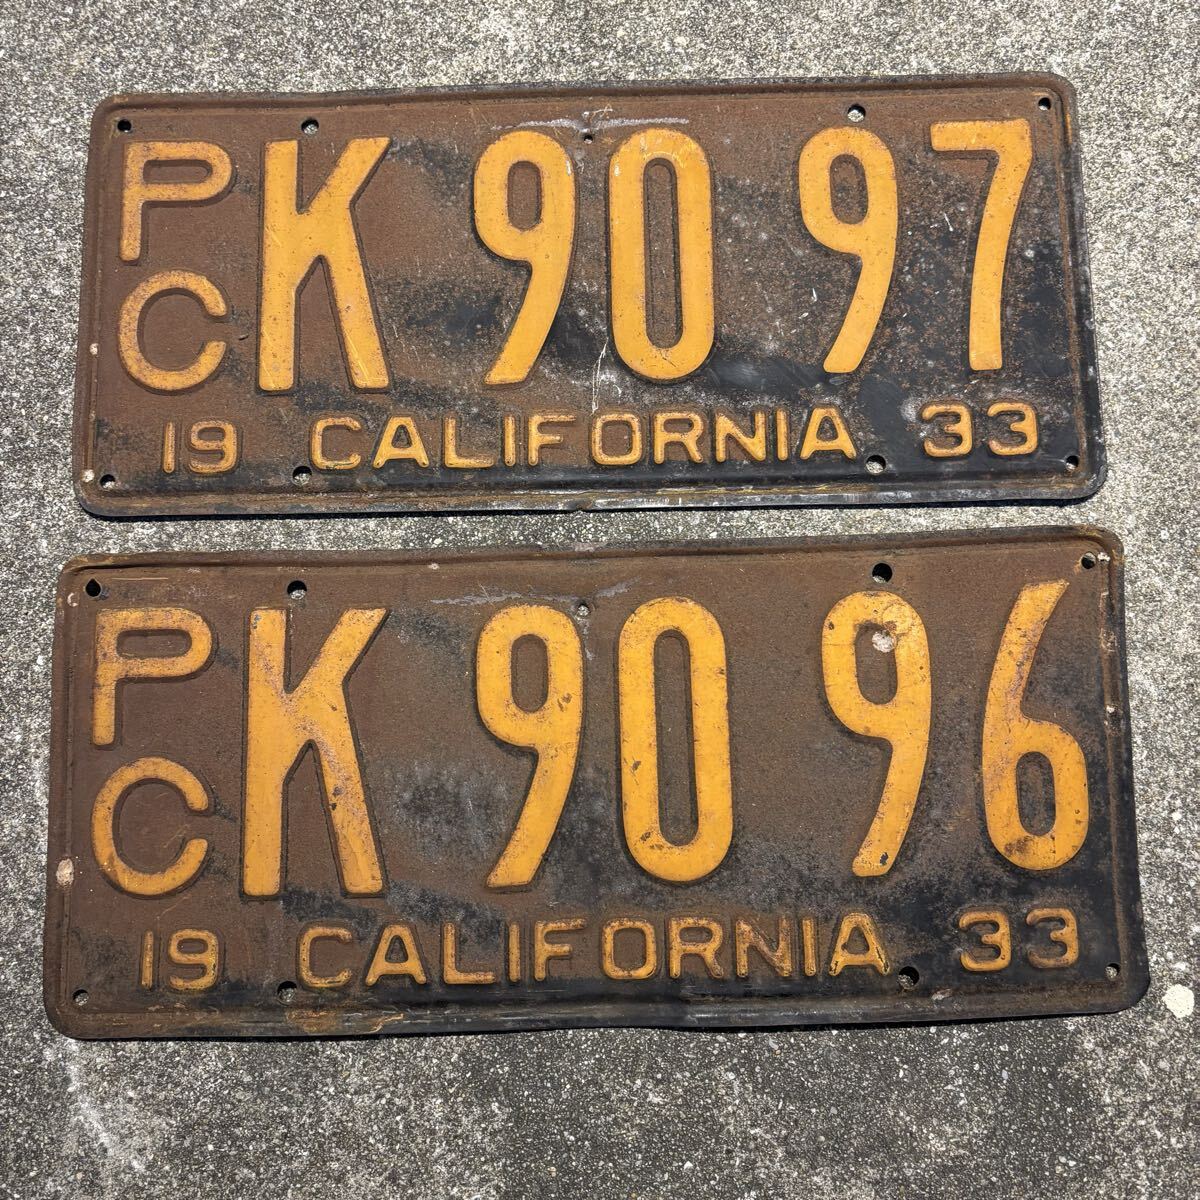 PC K 90 97
19 CALIFORNIA 33
PC K 90 96
19 CALIFORNIA 33